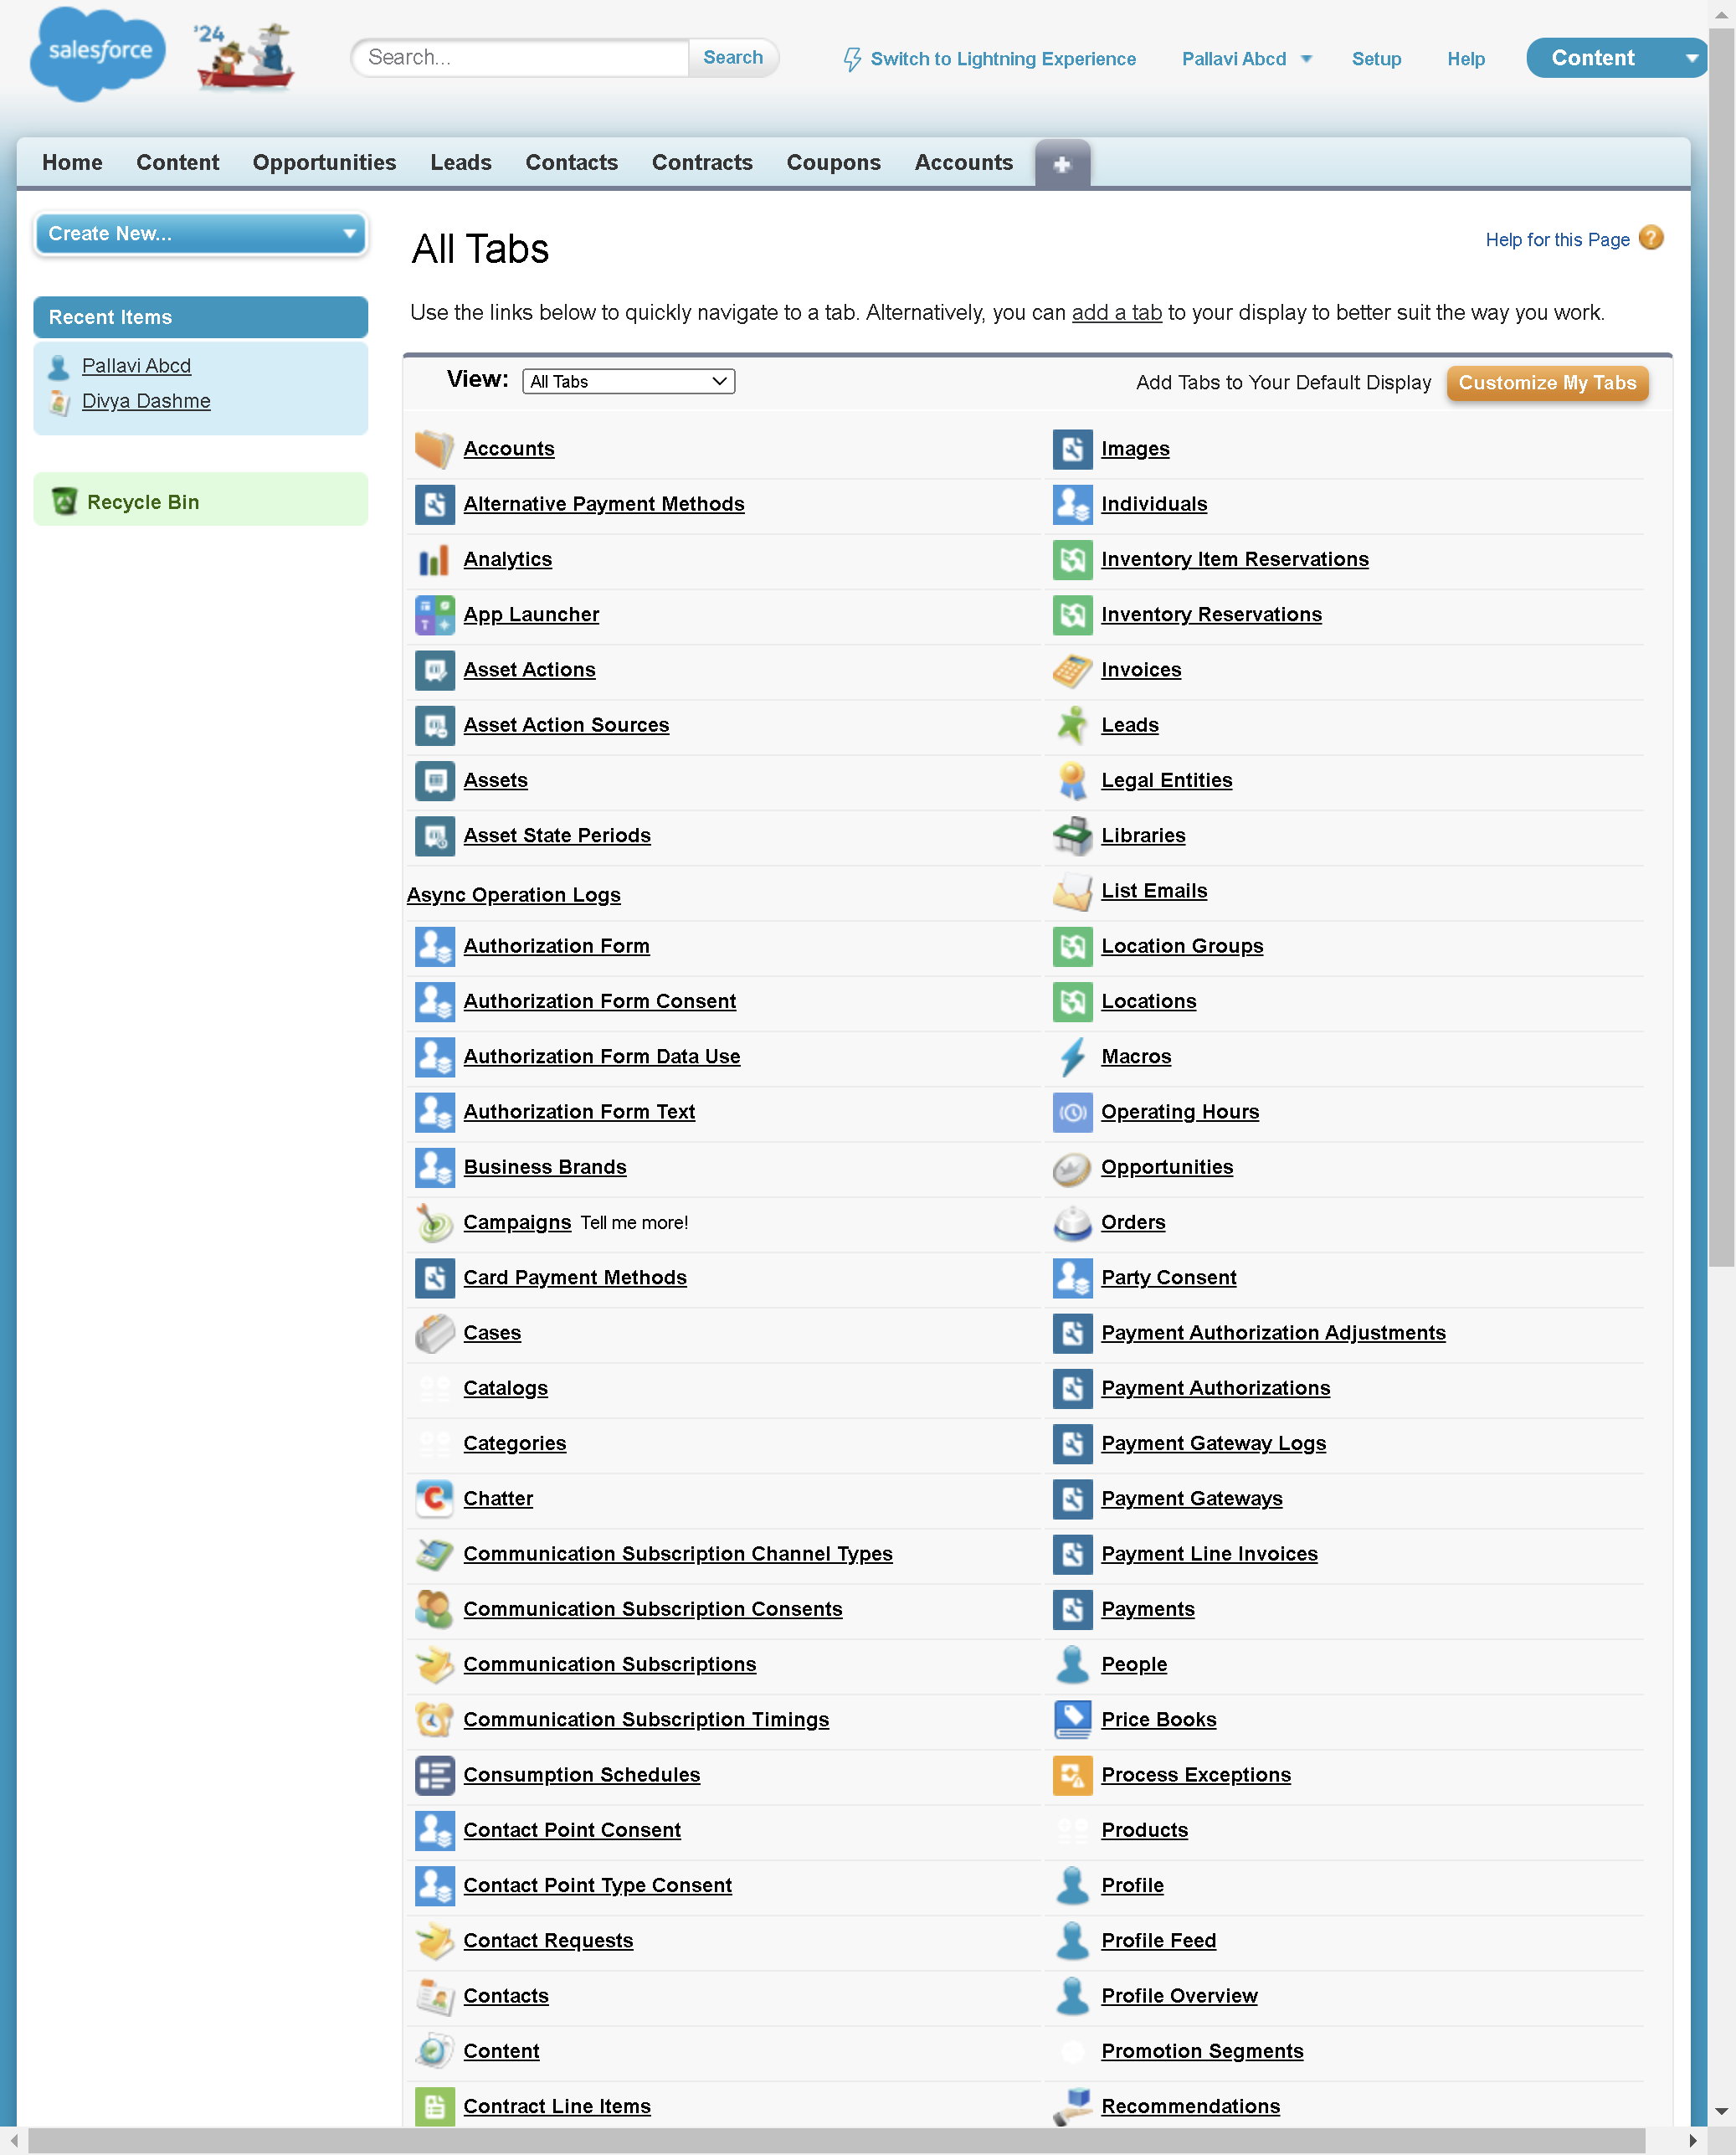 salesforce
'24
Search...
Search
Switch to Lightning Experience
Pallavi Abcd
Setup
Help
Content
Home
Content
Opportunities
Leads
Contacts
Contracts
Coupons
Accounts
Create New...
Recent Items
Pallavi Abcd
Divya Dashme
Recycle Bin
All Tabs
Help for this Page
Use the links below to quickly navigate to a tab. Alternatively, you can add a tab to your display to better suit the way you work.
View:
All Tabs
Add Tabs to Your Default Display
Customize My Tabs
Accounts
Alternative Payment Methods
Analytics
App Launcher
Asset Actions
Asset Action Sources
Assets
Asset State Periods
Async Operation Logs
Authorization Form
Authorization Form Consent
Authorization Form Data Use
Authorization Form Text
Business Brands
Campaigns Tell me more!
Card Payment Methods
Cases
Catalogs
Categories
Chatter
Communication Subscription Channel Types
Communication Subscription Consents
Communication Subscriptions
Communication Subscription Timings
Consumption Schedules
Contact Point Consent
Contact Point Type Consent
Contact Requests
Contacts
Content
Contract Line Items
Images
Individuals
Inventory Item Reservations
Inventory Reservations
Invoices
Leads
Legal Entities
Libraries
List Emails
Location Groups
Locations
Macros
Operating Hours
Opportunities
Orders
Party Consent
Payment Authorization Adjustments
Payment Authorizations
Payment Gateway Logs
Payment Gateways
Payment Line Invoices
Payments
People
Price Books
Process Exceptions
Products
Profile
Profile Feed
Profile Overview
Promotion Segments
Recommendations